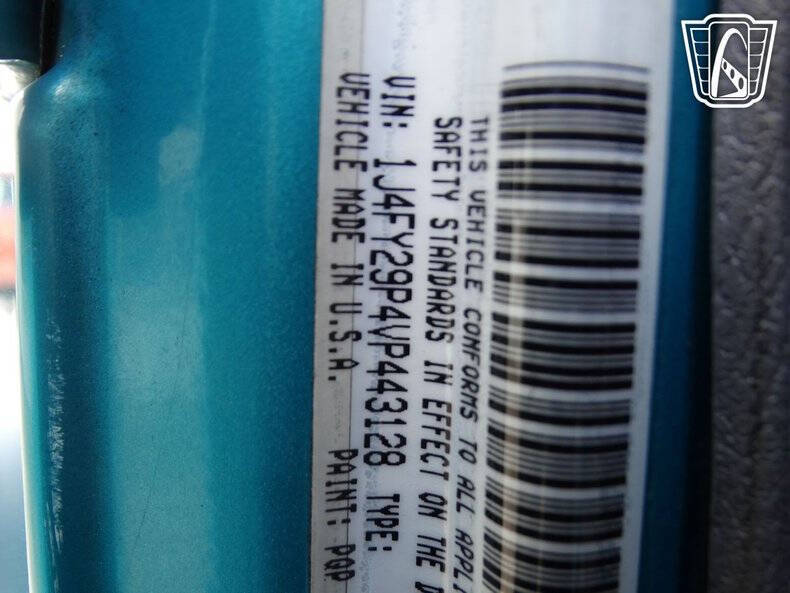 THIS VEHICLE CONFORMS TO ALL
SAFETY STANDARDS IN EFFECT ON THE
VIN: 1J4FY29P4VP443128 TYPE:
VEHICLE MADE IN U.S.A. PAINT: PQP